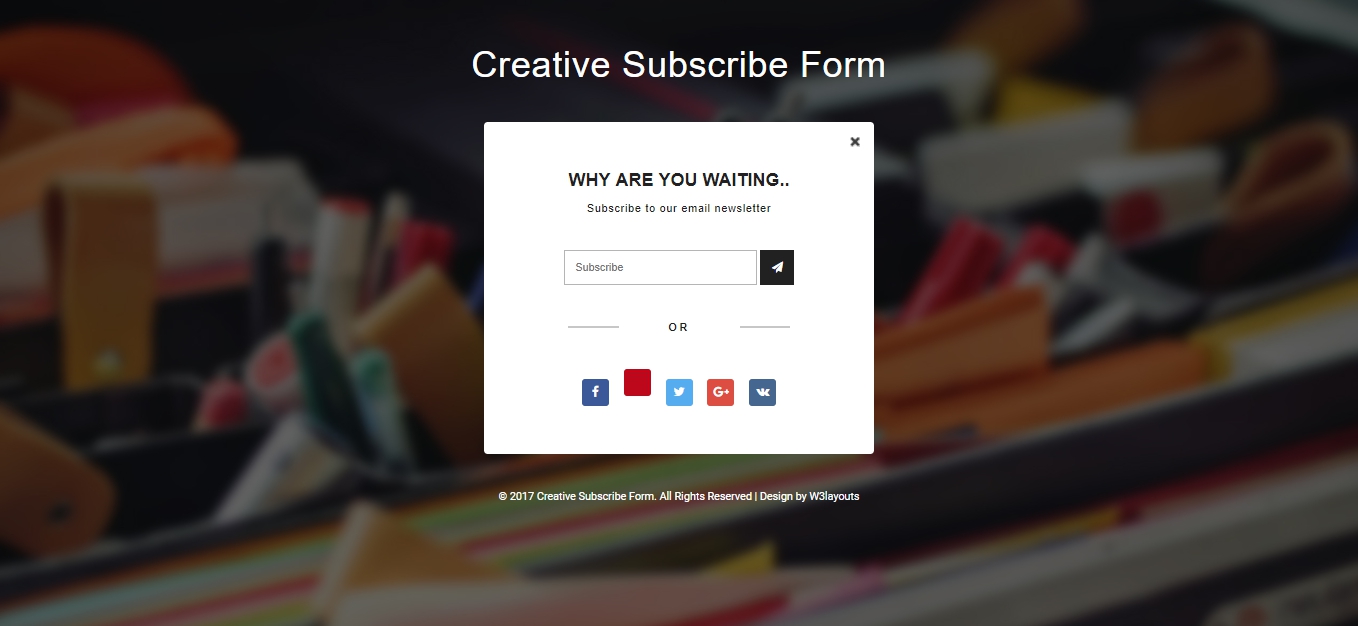 Creative Subscribe Form
WHY ARE YOU WAITING..
Subscribe to our email newsletter
Subscribe
OR
© 2017 Creative Subscribe Form. All Rights Reserved | Design by W3layouts